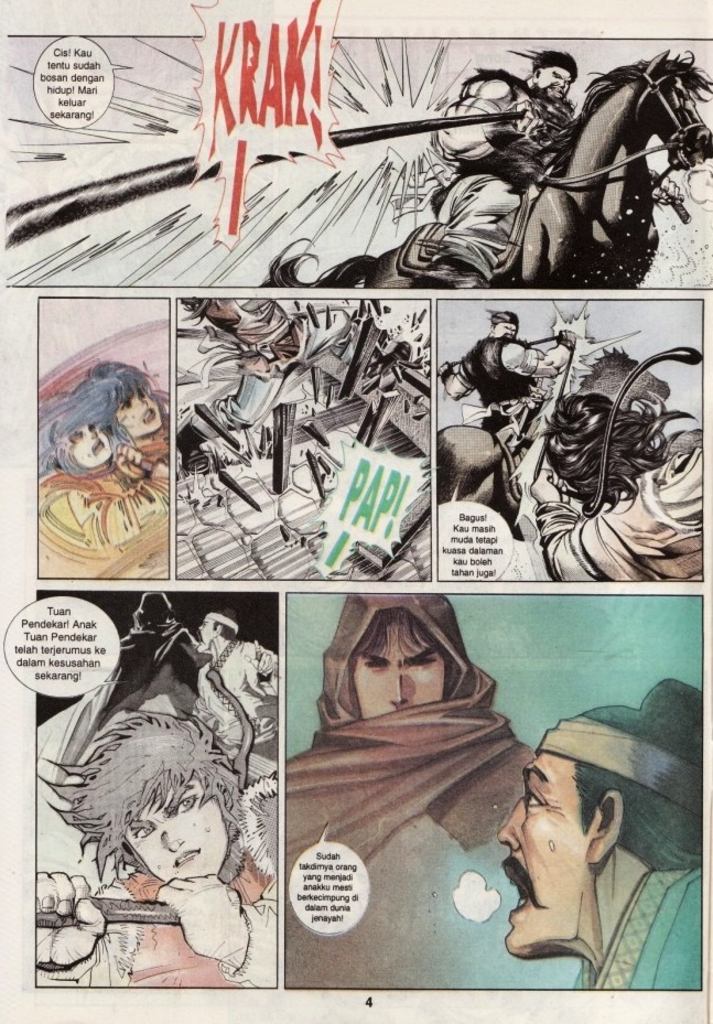 Cis! Kau
tentu sudah
bosan dengan
hidup! Mari
keluar
sekarang!
KRAK!
PAP!
Bagus!
Kau masih
muda tetapi
kuasa dalaman
kau boleh
tahan juga!
Tuan
Pendekar! Anak
Tuan Pendekar
telah terjerumus ke
dalam kesusahan
sekarang!
Sudah
takdirnya orang
yang menjadi
anakku mesti
berkecimpung di
dalam dunia
jenayah!
4